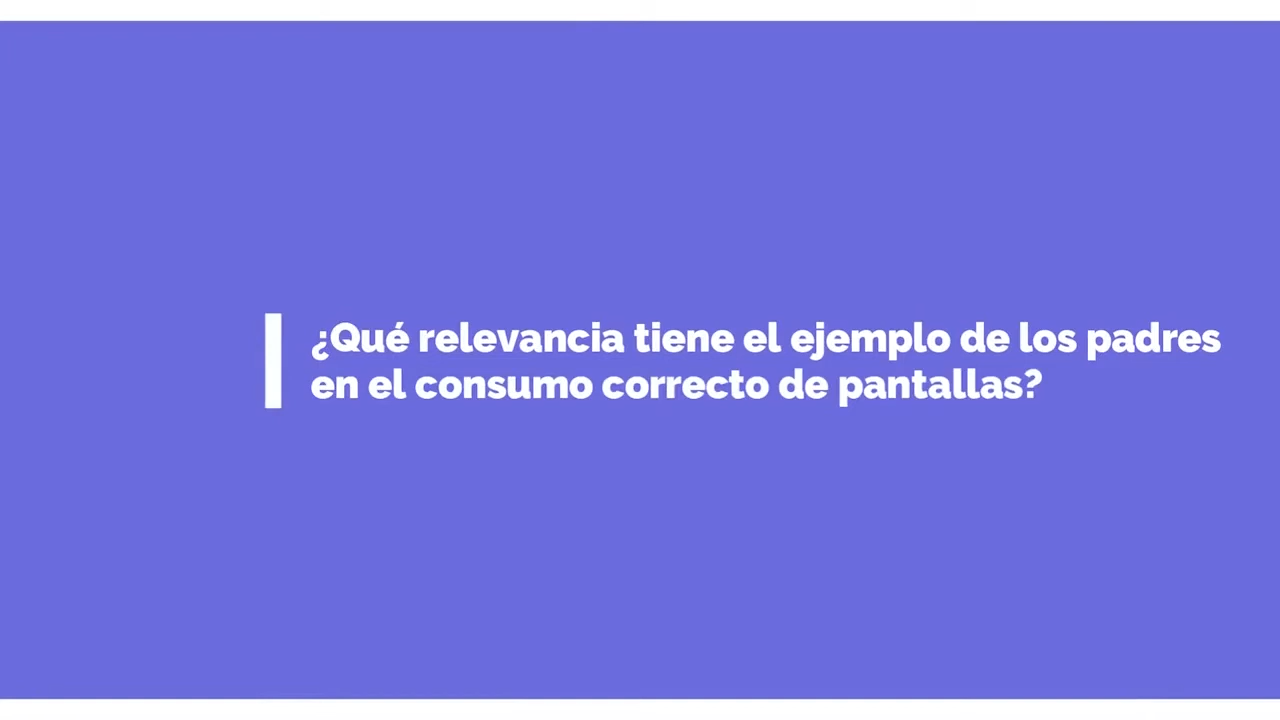 ¿Qué relevancia tiene el ejemplo de los padres
en el consumo correcto de pantallas?